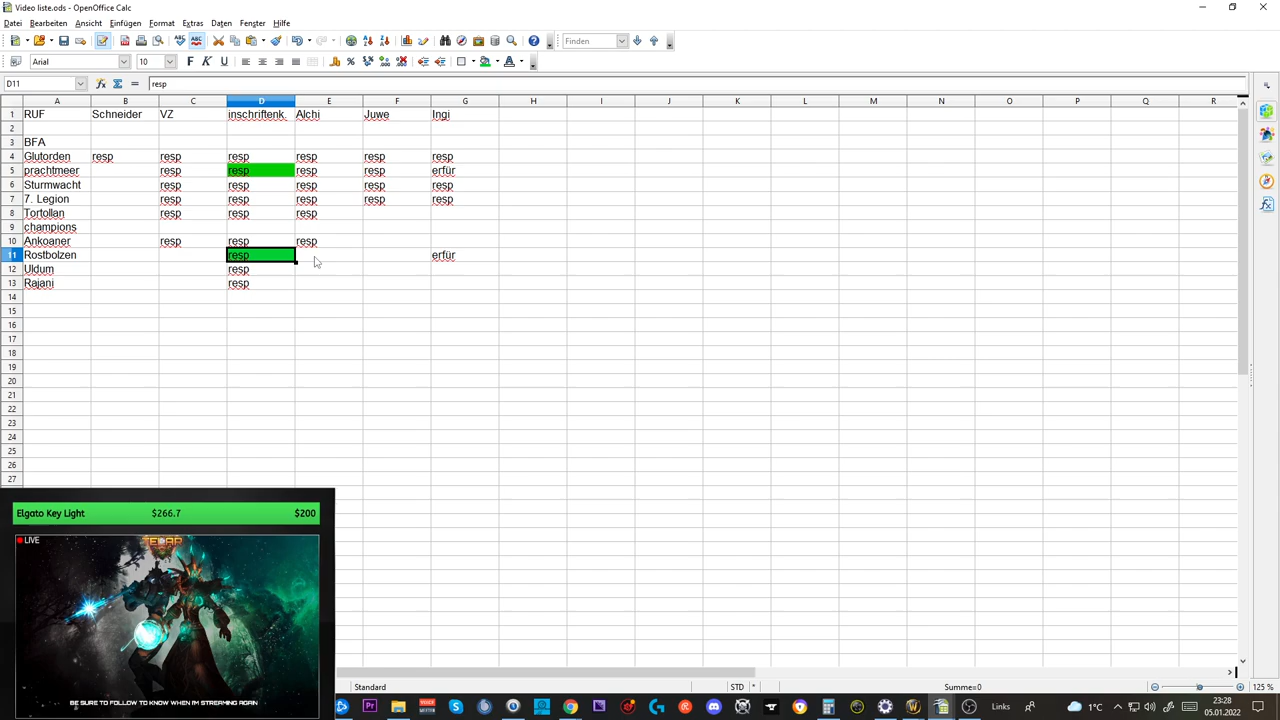 Video liste.ods - OpenOffice Calc
Datei Bearbeiten Ansicht Einfügen Format Extras Daten Fenster Hilfe
Finden
Arial 10
D11 resp
A B C D E F G H I J K L M N O P Q R
1 RUF Schneider VZ inschriftenk. Alchi Juwe Ingi
2
3 BFA
4 Glutorden resp resp resp resp resp resp
5 prachtmeer resp resp resp resp erfür
6 Sturmwacht resp resp resp resp resp
7 7. Legion resp resp resp resp resp
8 Tortollan resp resp resp
9 champions
10 Ankoaner resp resp resp
11 Rostbolzen resp erfür
12 Uldum resp
13 Rajani resp
14
15
16
17
18
19
20
21
22
23
24
25
26
27
Elgato Key Light $266.7 $200
LIVE
BE SURE TO FOLLOW TO KNOW WHEN I'M STREAMING AGAIN
Standard STD * Summe=0 125 %
Links 1°C 23:28
05.01.2022